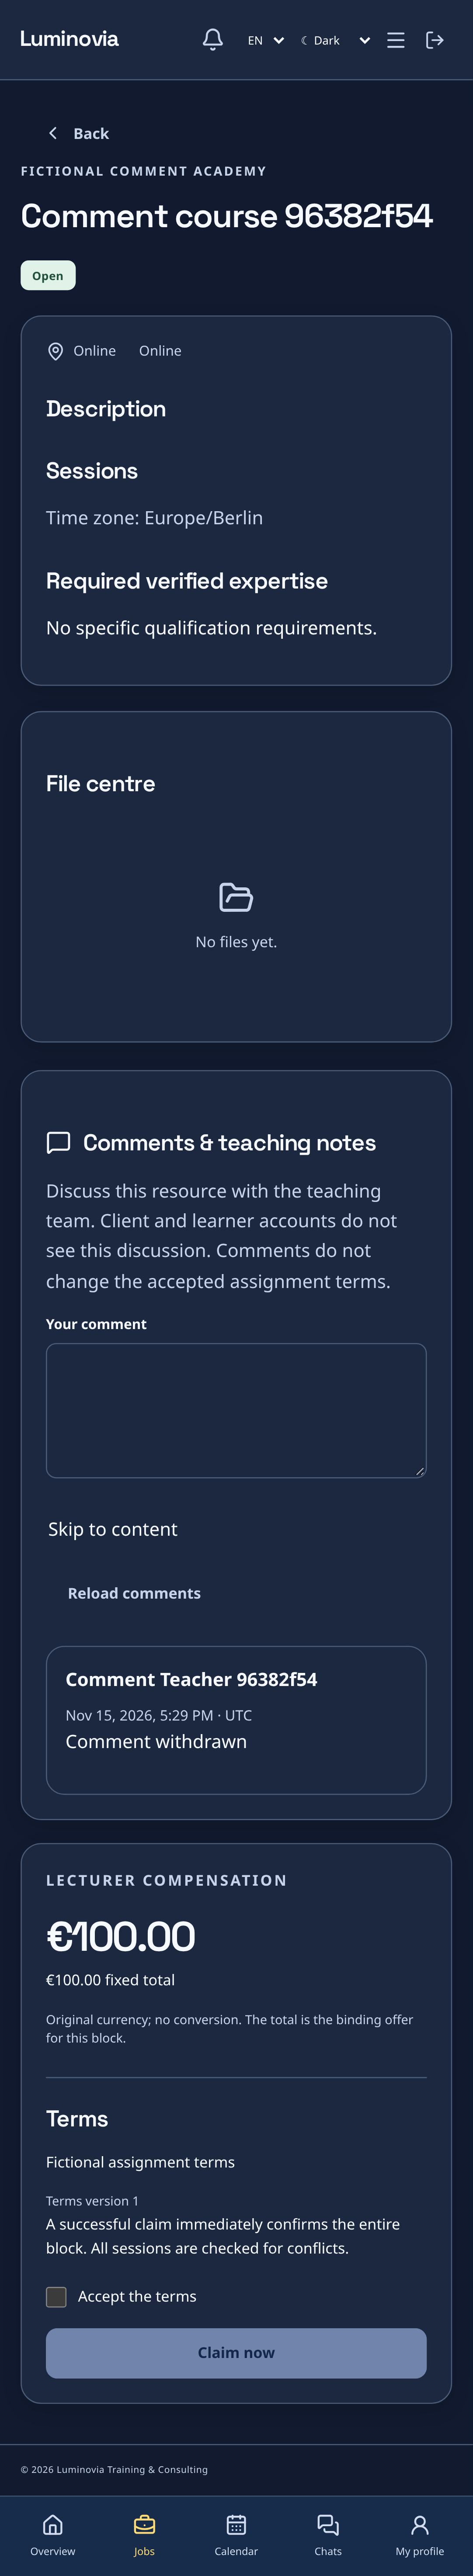 Luminovia
EN
☾ Dark
Back
FICTIONAL COMMENT ACADEMY
Comment course 96382f54
Open
Online Online
Description
Sessions
Time zone: Europe/Berlin
Required verified expertise
No specific qualification requirements.
File centre
No files yet.
Comments & teaching notes
Discuss this resource with the teaching
team. Client and learner accounts do not
see this discussion. Comments do not
change the accepted assignment terms.
Your comment
Skip to content
Reload comments
Comment Teacher 96382f54
Nov 15, 2026, 5:29 PM · UTC
Comment withdrawn
LECTURER COMPENSATION
€100.00
€100.00 fixed total
Original currency; no conversion. The total is the binding offer
for this block.
Terms
Fictional assignment terms
Terms version 1
A successful claim immediately confirms the entire
block. All sessions are checked for conflicts.
Accept the terms
Claim now
© 2026 Luminovia Training & Consulting
Overview
Jobs
Calendar
Chats
My profile